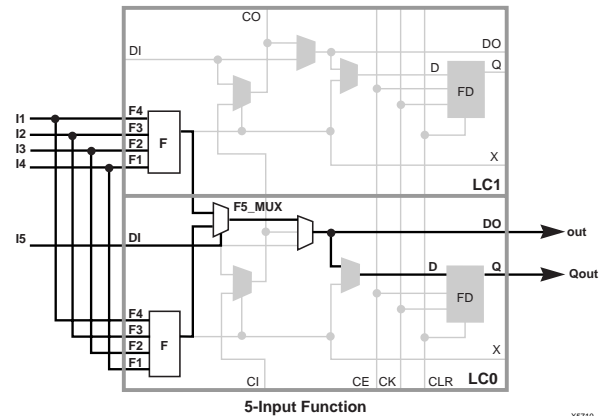 CO
DI
DO
Q
D
FD
I1
F4
I2
F3
I3
F2
F
I4
F1
X
LC1
F5_MUX
DO
out
I5
DI
D
Q
Qout
FD
F4
F3
F
F2
F1
X
CI
CE
CK
CLR
LC0
5-Input Function
X5710